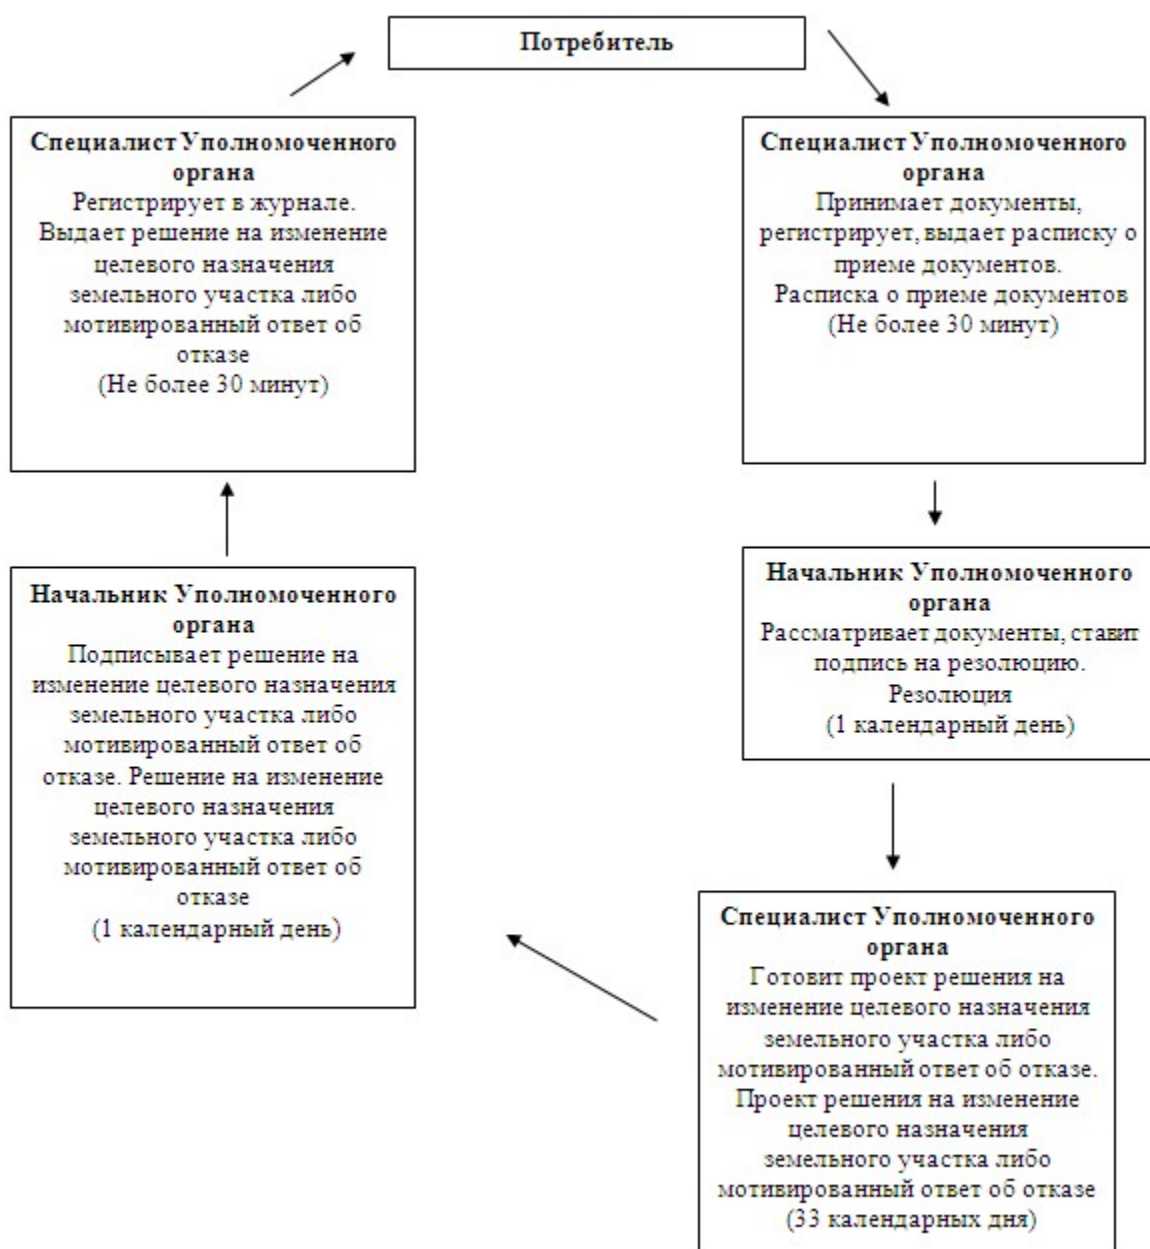 Потребитель
Специалист Уполномоченного
органа
Принимает документы,
регистрирует, выдает расписку о
приеме документов.
Расписка о приеме документов
(Не более 30 минут)
Начальник Уполномоченного
органа
Рассматривает документы, ставит
подпись на резолюцию.
Резолюция
(1 календарный день)
Специалист Уполномоченного
органа
Готовит проект решения на
изменение целевого назначения
земельного участка либо
мотивированный ответ об отказе.
Проект решения на изменение
целевого назначения
земельного участка либо
мотивированный ответ об отказе
(33 календарных дня)
Начальник Уполномоченного
органа
Подписывает решение на
изменение целевого назначения
земельного участка либо
мотивированный ответ об
отказе. Решение на изменение
целевого назначения
земельного участка либо
мотивированный ответ об
отказе
(1 календарный день)
Специалист Уполномоченного
органа
Регистрирует в журнале.
Выдает решение на изменение
целевого назначения
земельного участка либо
мотивированный ответ об
отказе
(Не более 30 минут)